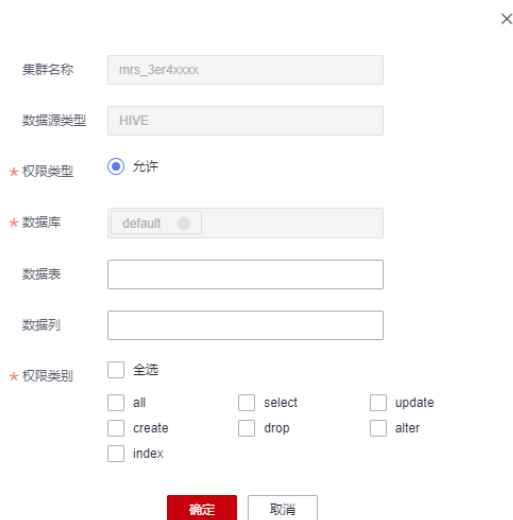 集群名称 mrs_3er4xxxx
数据源类型 HIVE
* 权限类型 允许
* 数据库 default
数据表
数据列
* 权限类别 全选
all select update
create drop alter
index
确定 取消